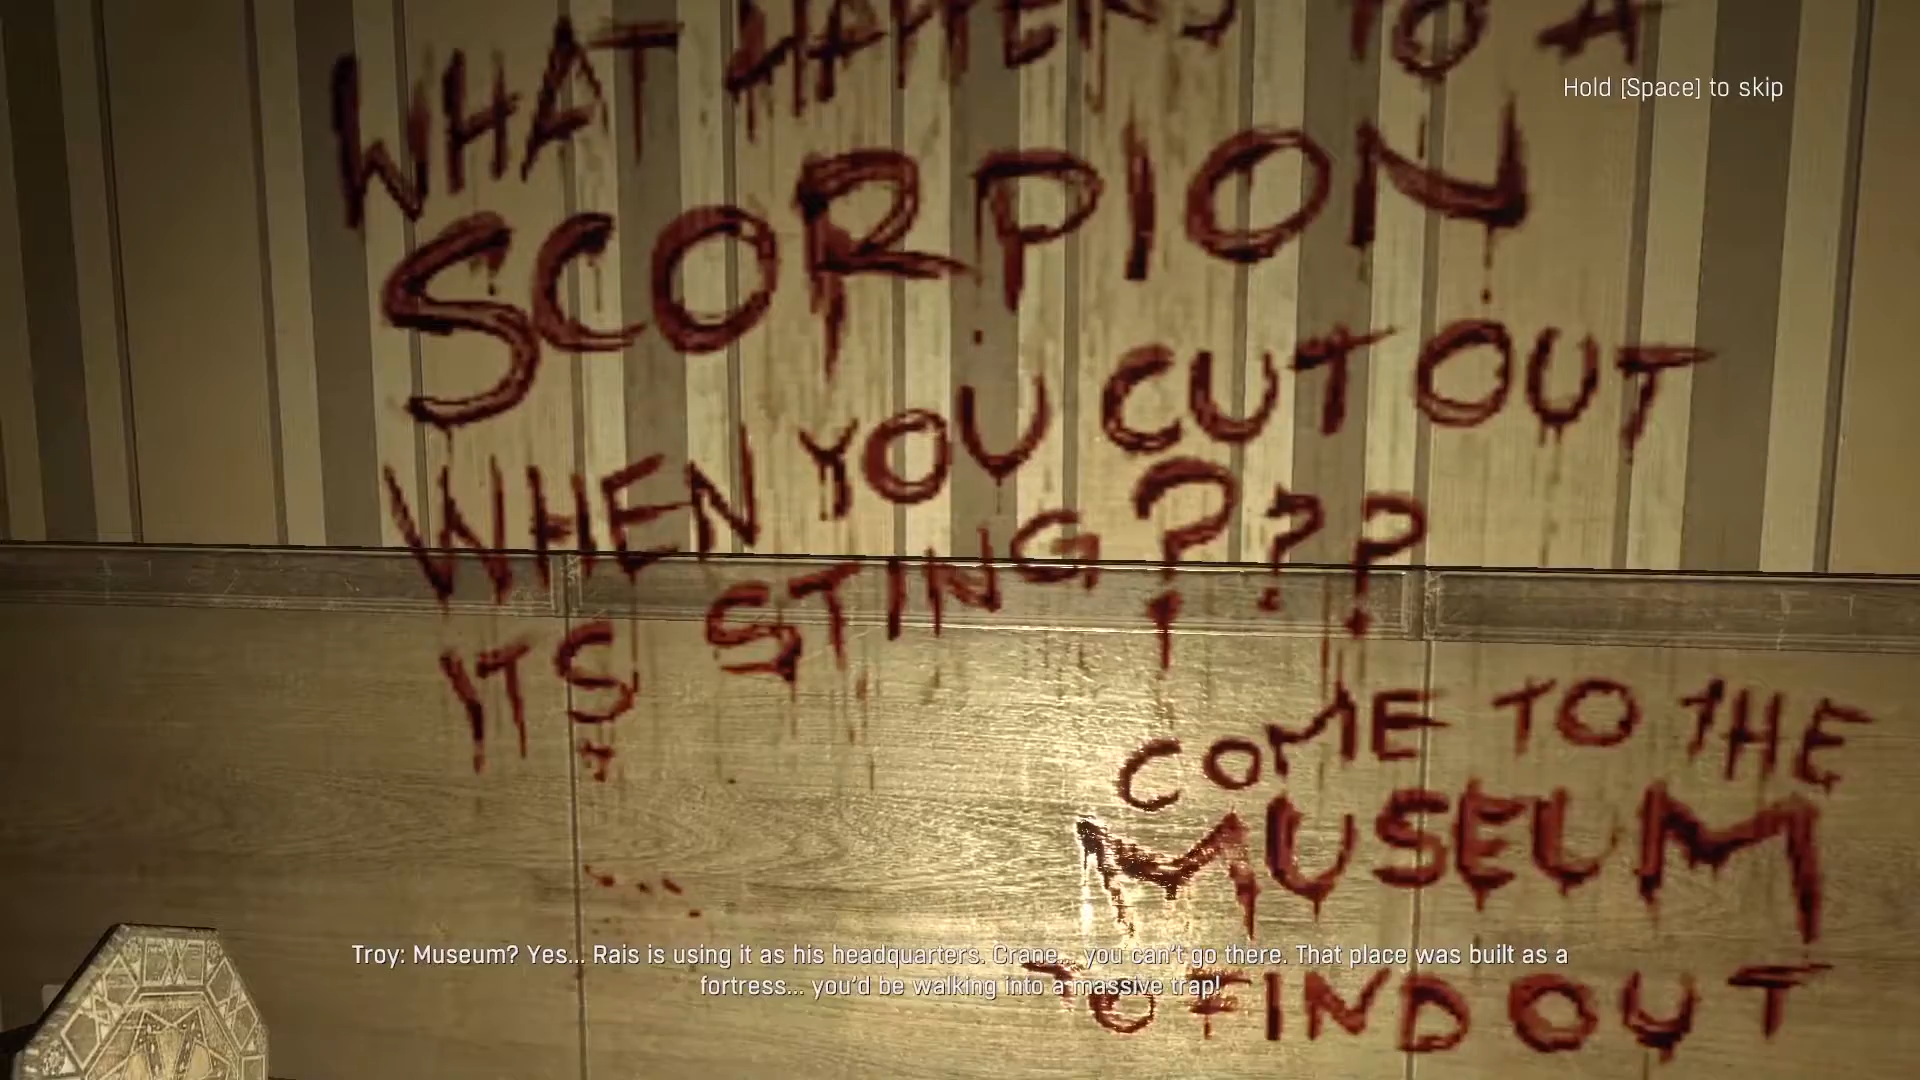 WHAT HAPPENS TO A
Hold [Space] to skip
SCORPION
WHEN YOU CUT OUT
ITS STING???
COME TO THE
MUSEUM
TO FIND OUT
Troy: Museum? Yes... Rais is using it as his headquarters. Crane... you can't go there. That place was built as a
fortress... you'd be walking into a massive trap!